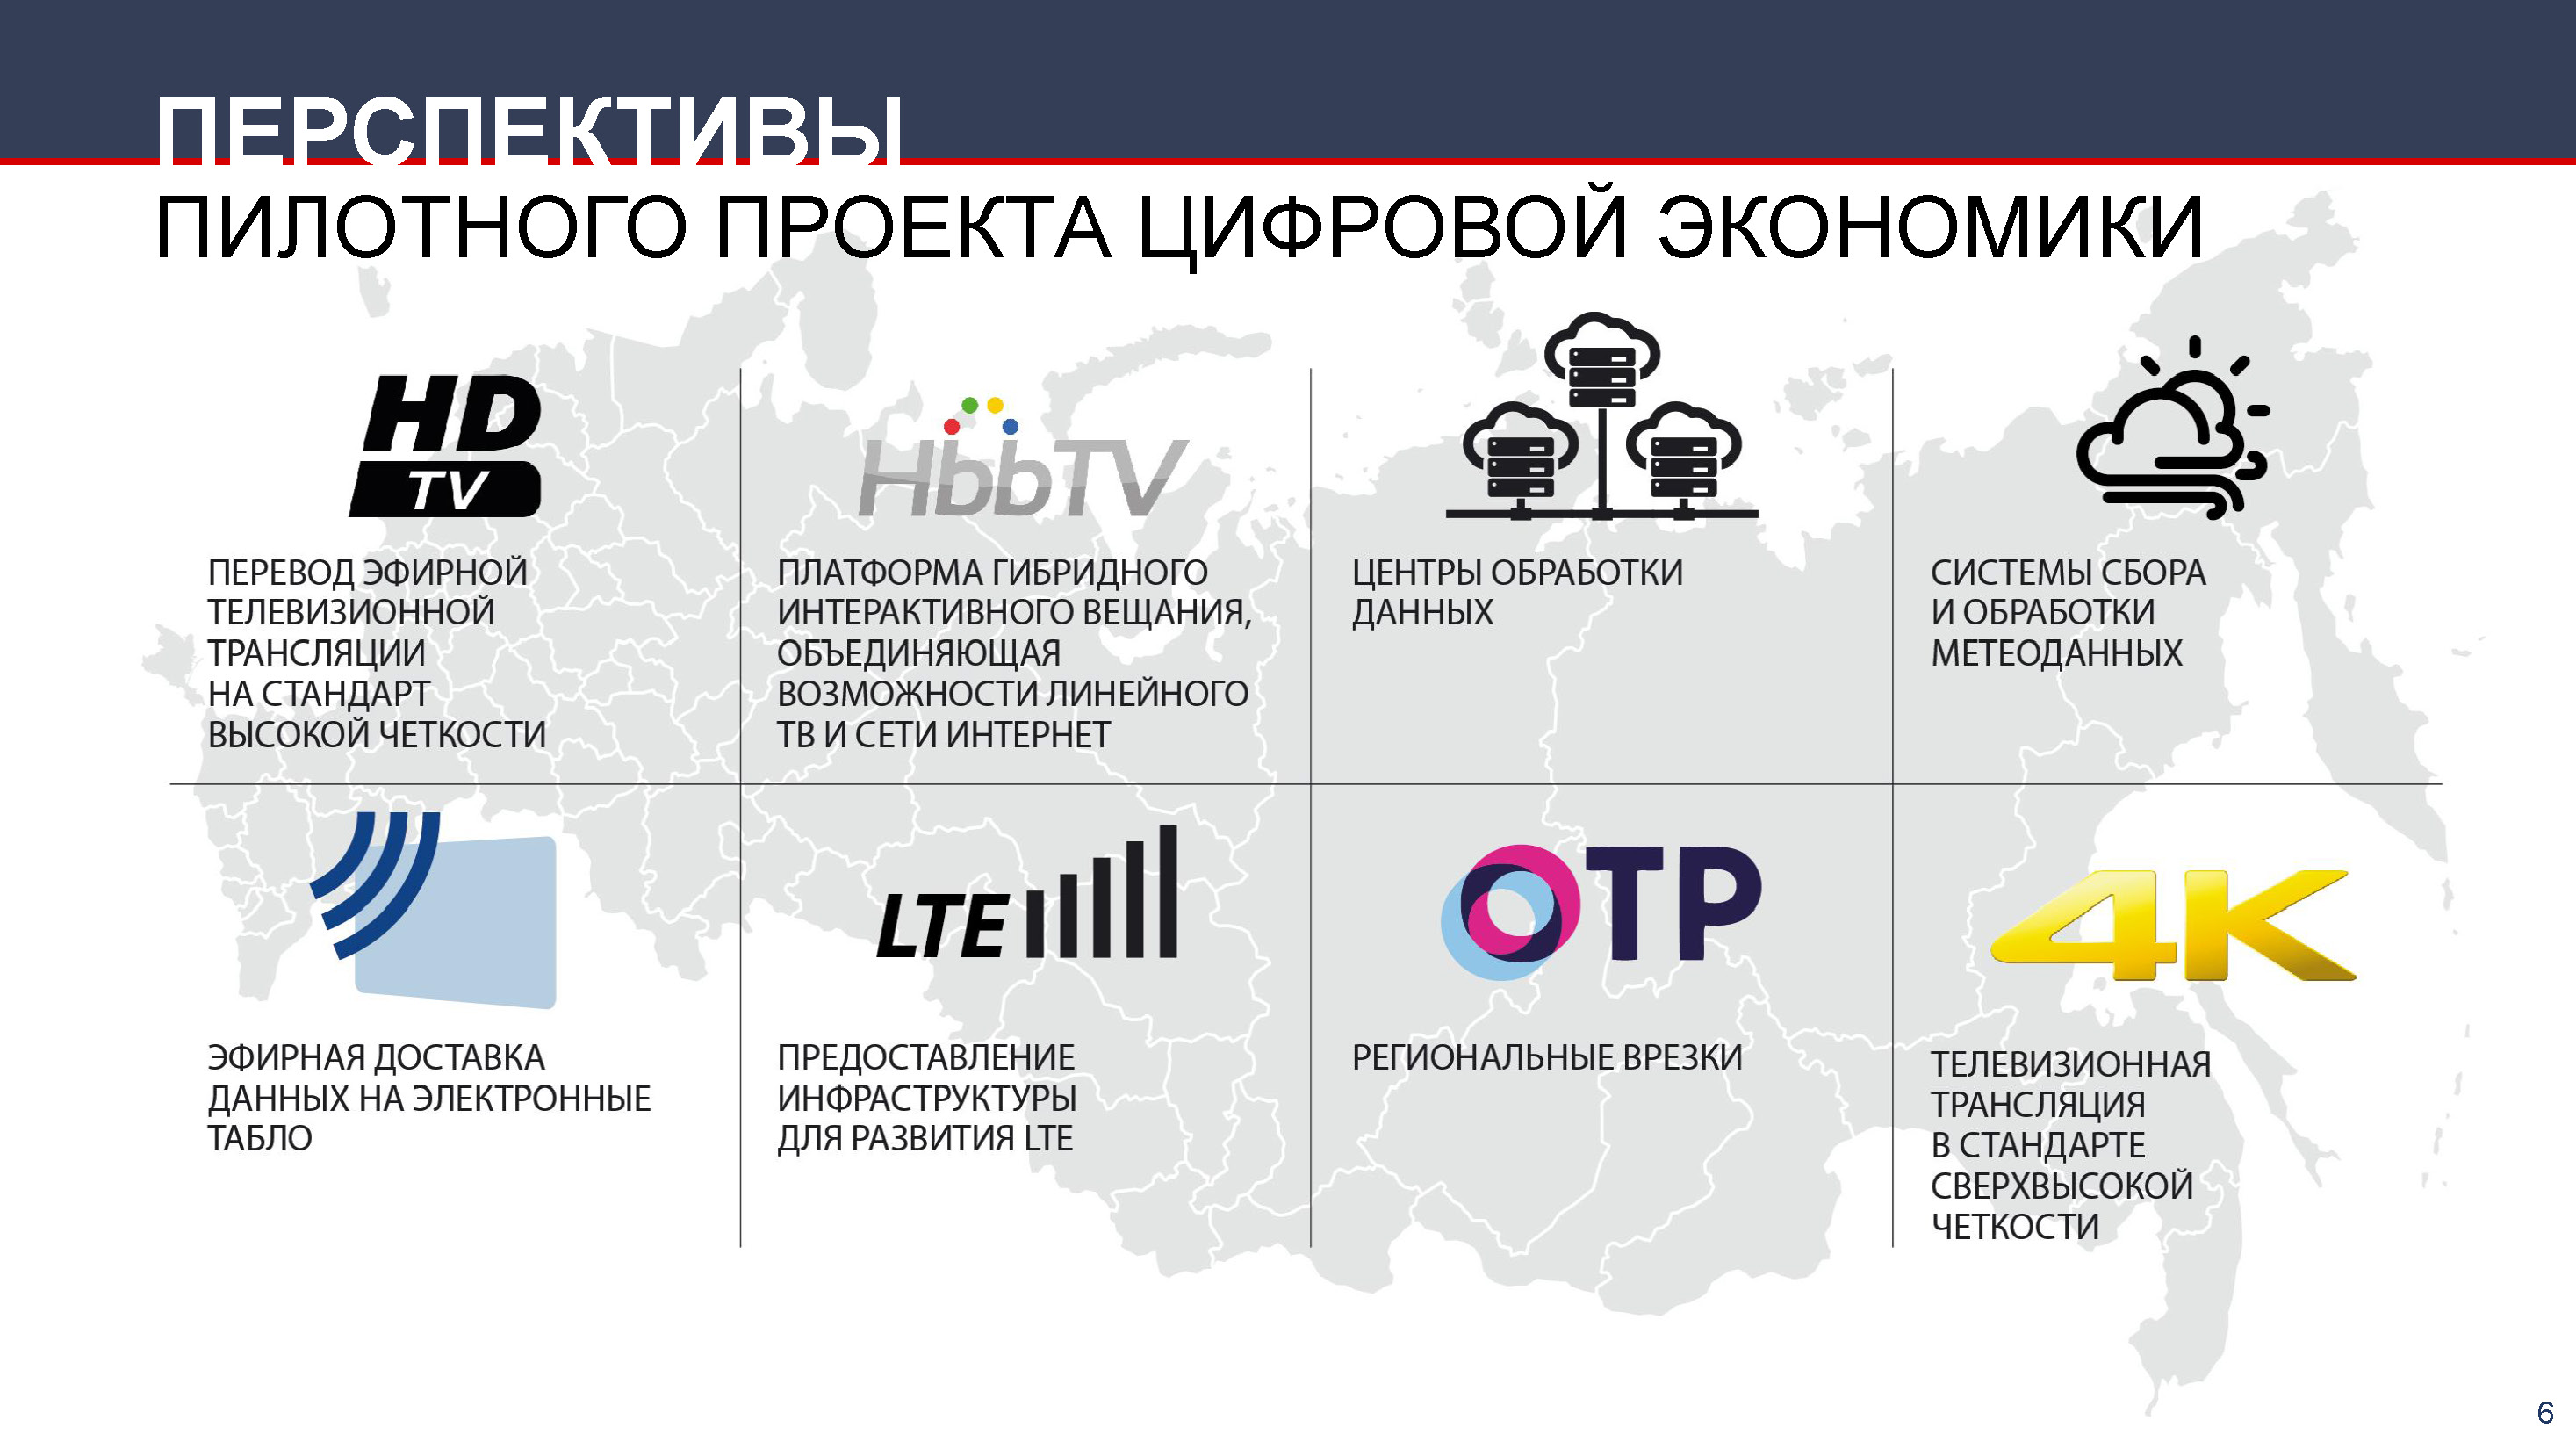 ПЕРСПЕКТИВЫ
ПИЛОТНОГО ПРОЕКТА ЦИФРОВОЙ ЭКОНОМИКИ
HD
TV
ПЕРЕВОД ЭФИРНОЙ
ТЕЛЕВИЗИОННОЙ
ТРАНСЛЯЦИИ
НА СТАНДАРТ
ВЫСОКОЙ ЧЕТКОСТИ
HbbTV
ПЛАТФОРМА ГИБРИДНОГО
ИНТЕРАКТИВНОГО ВЕЩАНИЯ,
ОБЪЕДИНЯЮЩАЯ
ВОЗМОЖНОСТИ ЛИНЕЙНОГО
ТВ И СЕТИ ИНТЕРНЕТ
ЦЕНТРЫ ОБРАБОТКИ
ДАННЫХ
СИСТЕМЫ СБОРА
И ОБРАБОТКИ
МЕТЕОДАННЫХ
ЭФИРНАЯ ДОСТАВКА
ДАННЫХ НА ЭЛЕКТРОННЫЕ
ТАБЛО
LTE
ПРЕДОСТАВЛЕНИЕ
ИНФРАСТРУКТУРЫ
ДЛЯ РАЗВИТИЯ LTE
ОТР
РЕГИОНАЛЬНЫЕ ВРЕЗКИ
4K
ТЕЛЕВИЗИОННАЯ
ТРАНСЛЯЦИЯ
В СТАНДАРТЕ
СВЕРХВЫСОКОЙ
ЧЕТКОСТИ
6